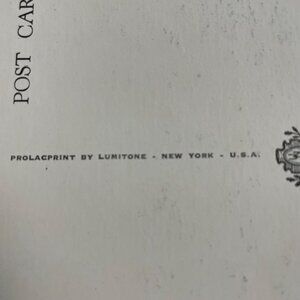 POST CAR
PROLACPRINT BY LUMITONE - NEW YORK - U.S.A.